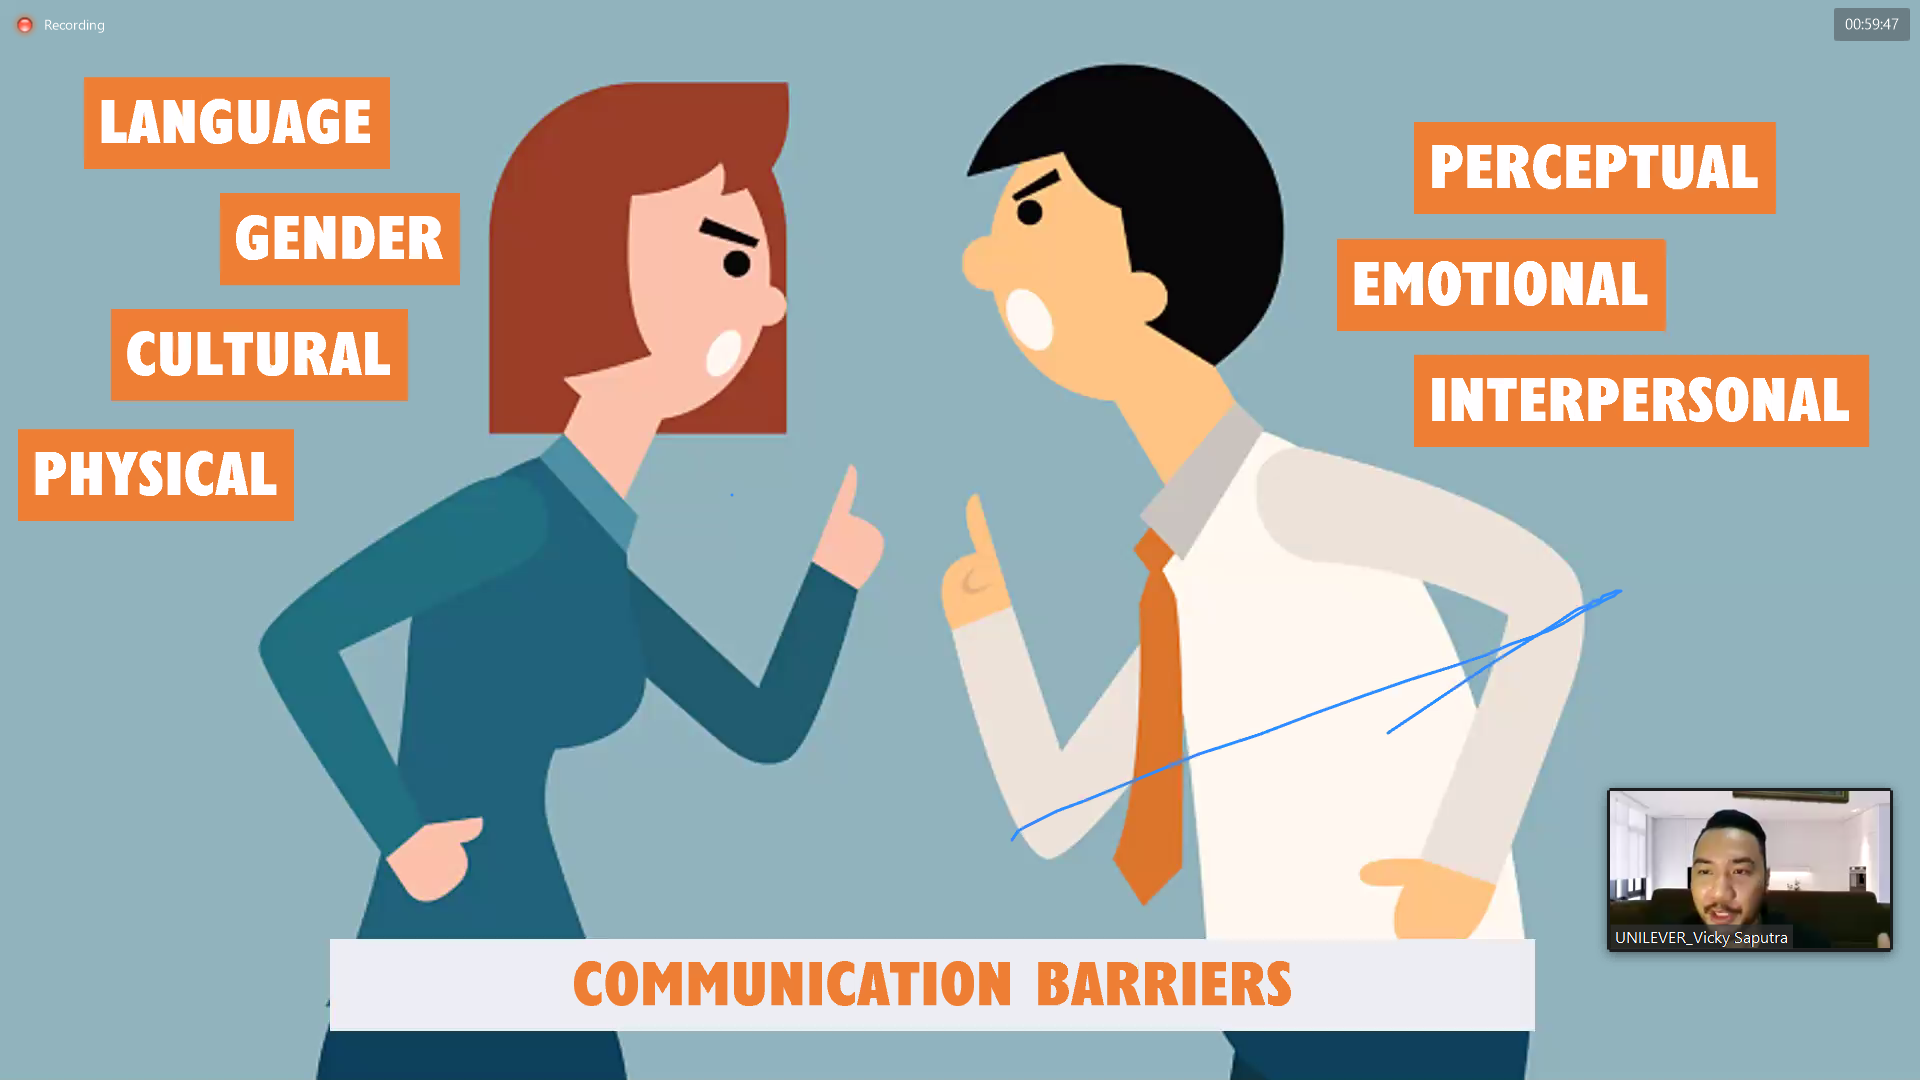 Recording
00:59:47
LANGUAGE
GENDER
CULTURAL
PHYSICAL
PERCEPTUAL
EMOTIONAL
INTERPERSONAL
UNILEVER_Vicky Saputra
COMMUNICATION BARRIERS